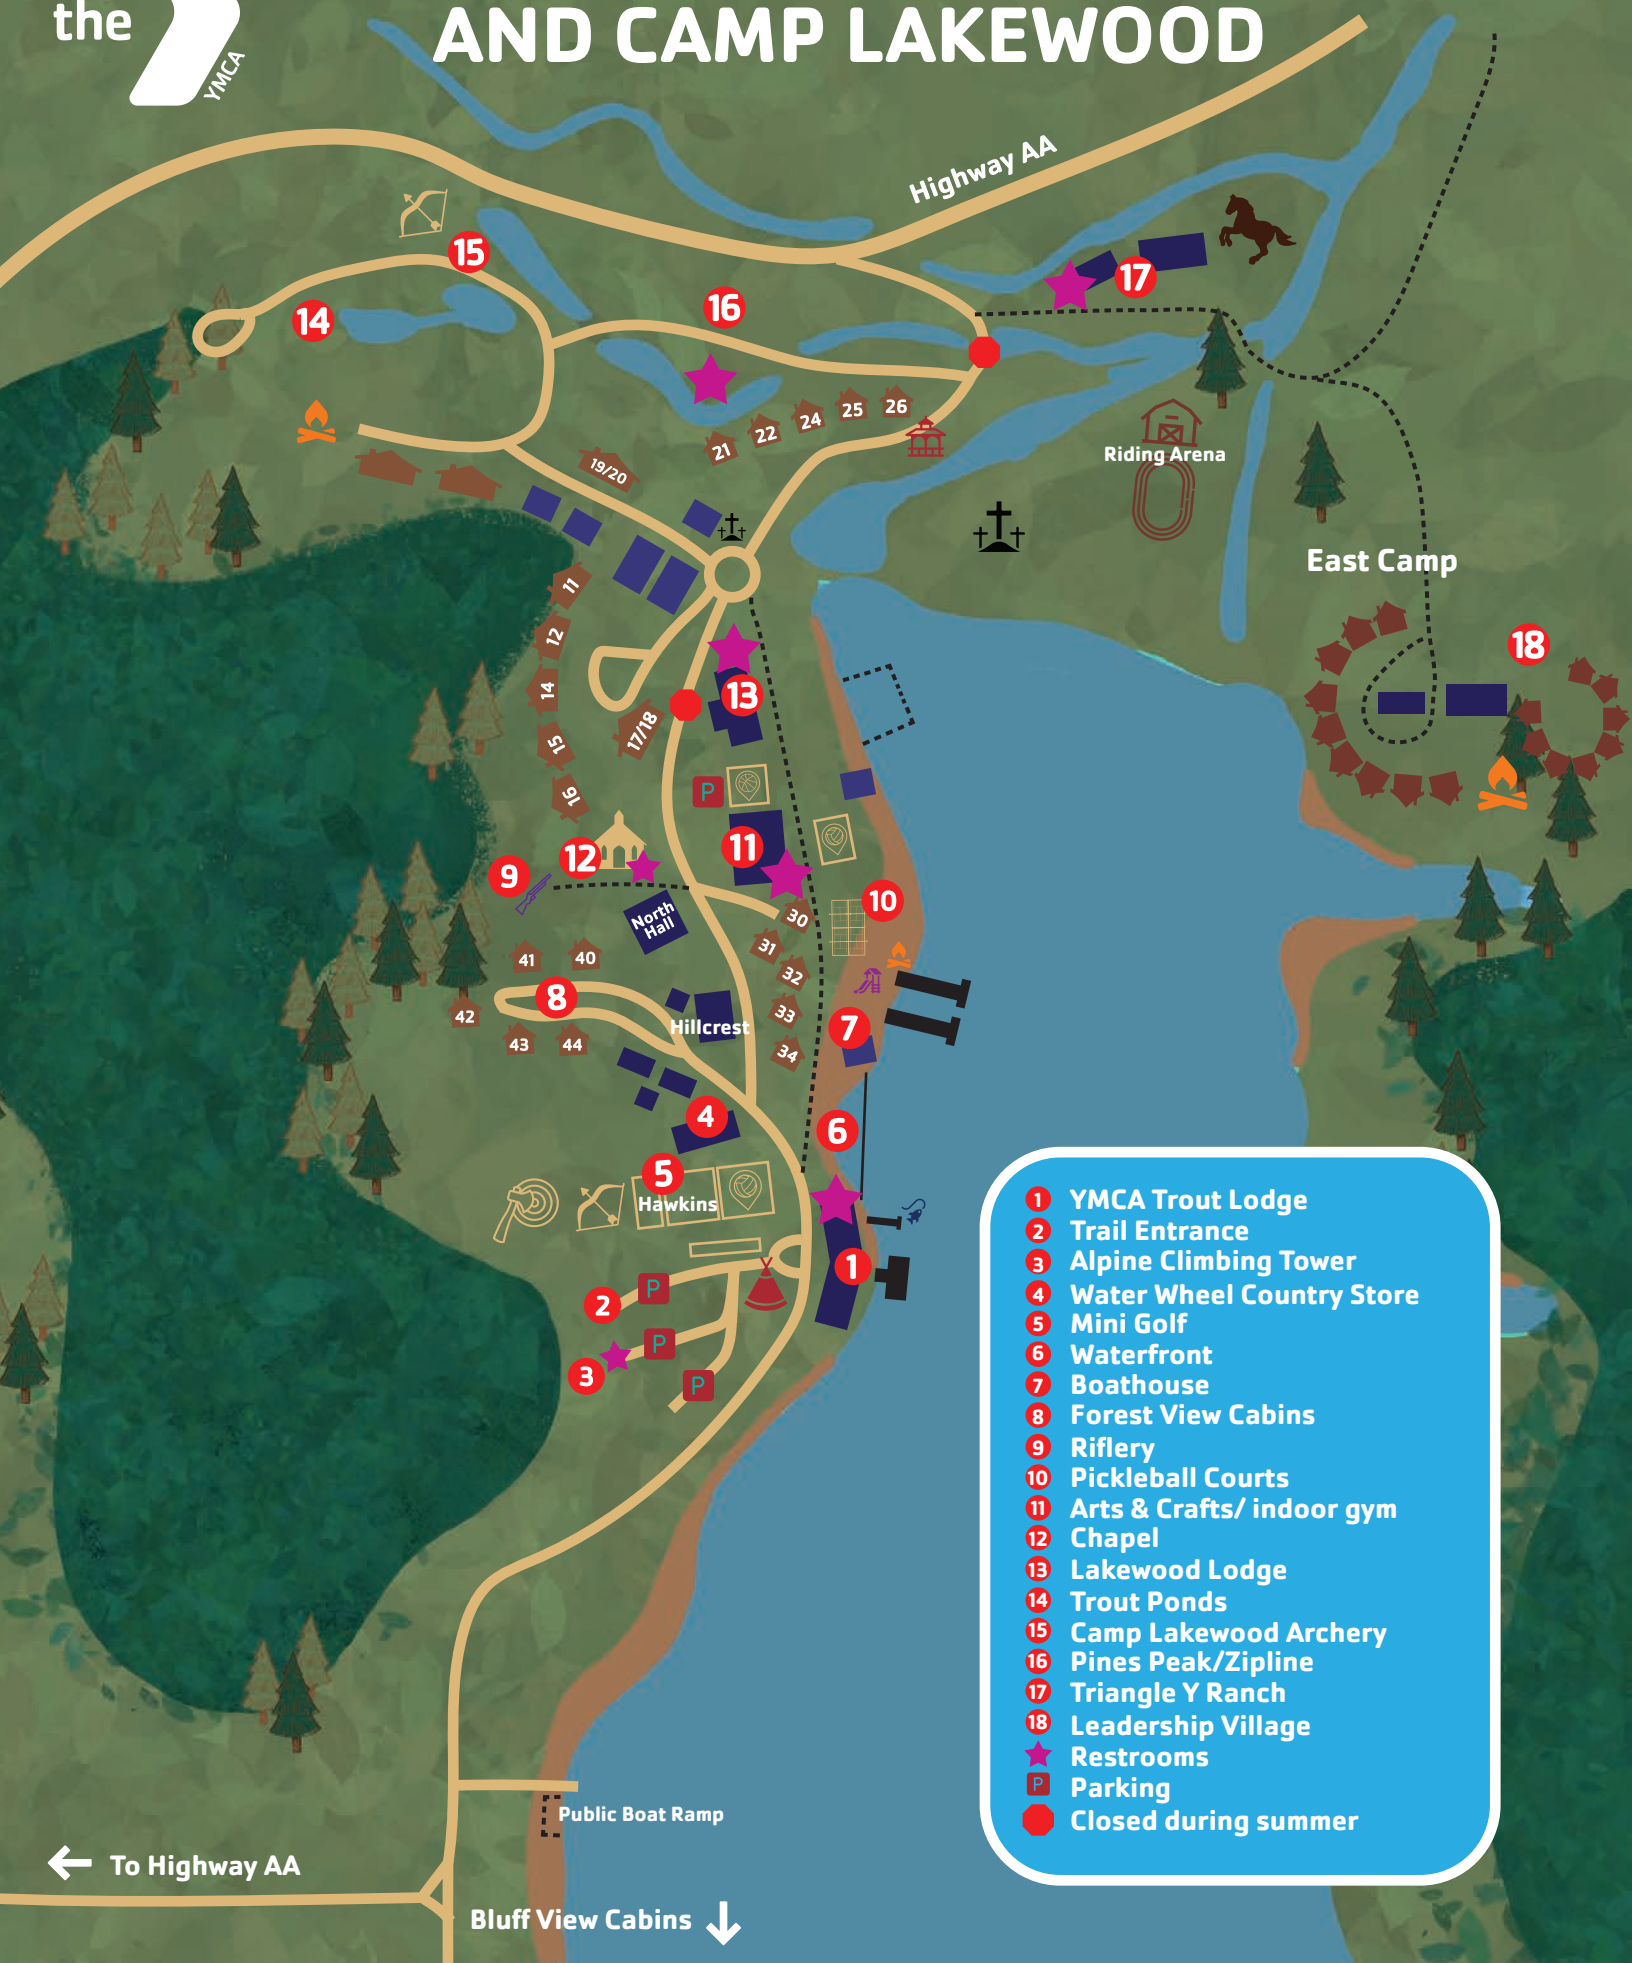 the
YMCA
AND CAMP LAKEWOOD
Highway AA
15
17
16
14
26
25
24
22
21
19/20
Riding Arena
East Camp
11
12
18
14
13
17/18
15
P
16
11
12
9
10
North
Hall
30
31
41
40
32
8
42
33
7
Hillcrest
43
44
34
4
6
5
Hawkins
1
2
P
P
3
P
1 YMCA Trout Lodge
2 Trail Entrance
3 Alpine Climbing Tower
4 Water Wheel Country Store
5 Mini Golf
6 Waterfront
7 Boathouse
8 Forest View Cabins
9 Riflery
10 Pickleball Courts
11 Arts & Crafts/ indoor gym
12 Chapel
13 Lakewood Lodge
14 Trout Ponds
15 Camp Lakewood Archery
16 Pines Peak/Zipline
17 Triangle Y Ranch
18 Leadership Village
Restrooms
P Parking
Closed during summer
Public Boat Ramp
To Highway AA
Bluff View Cabins